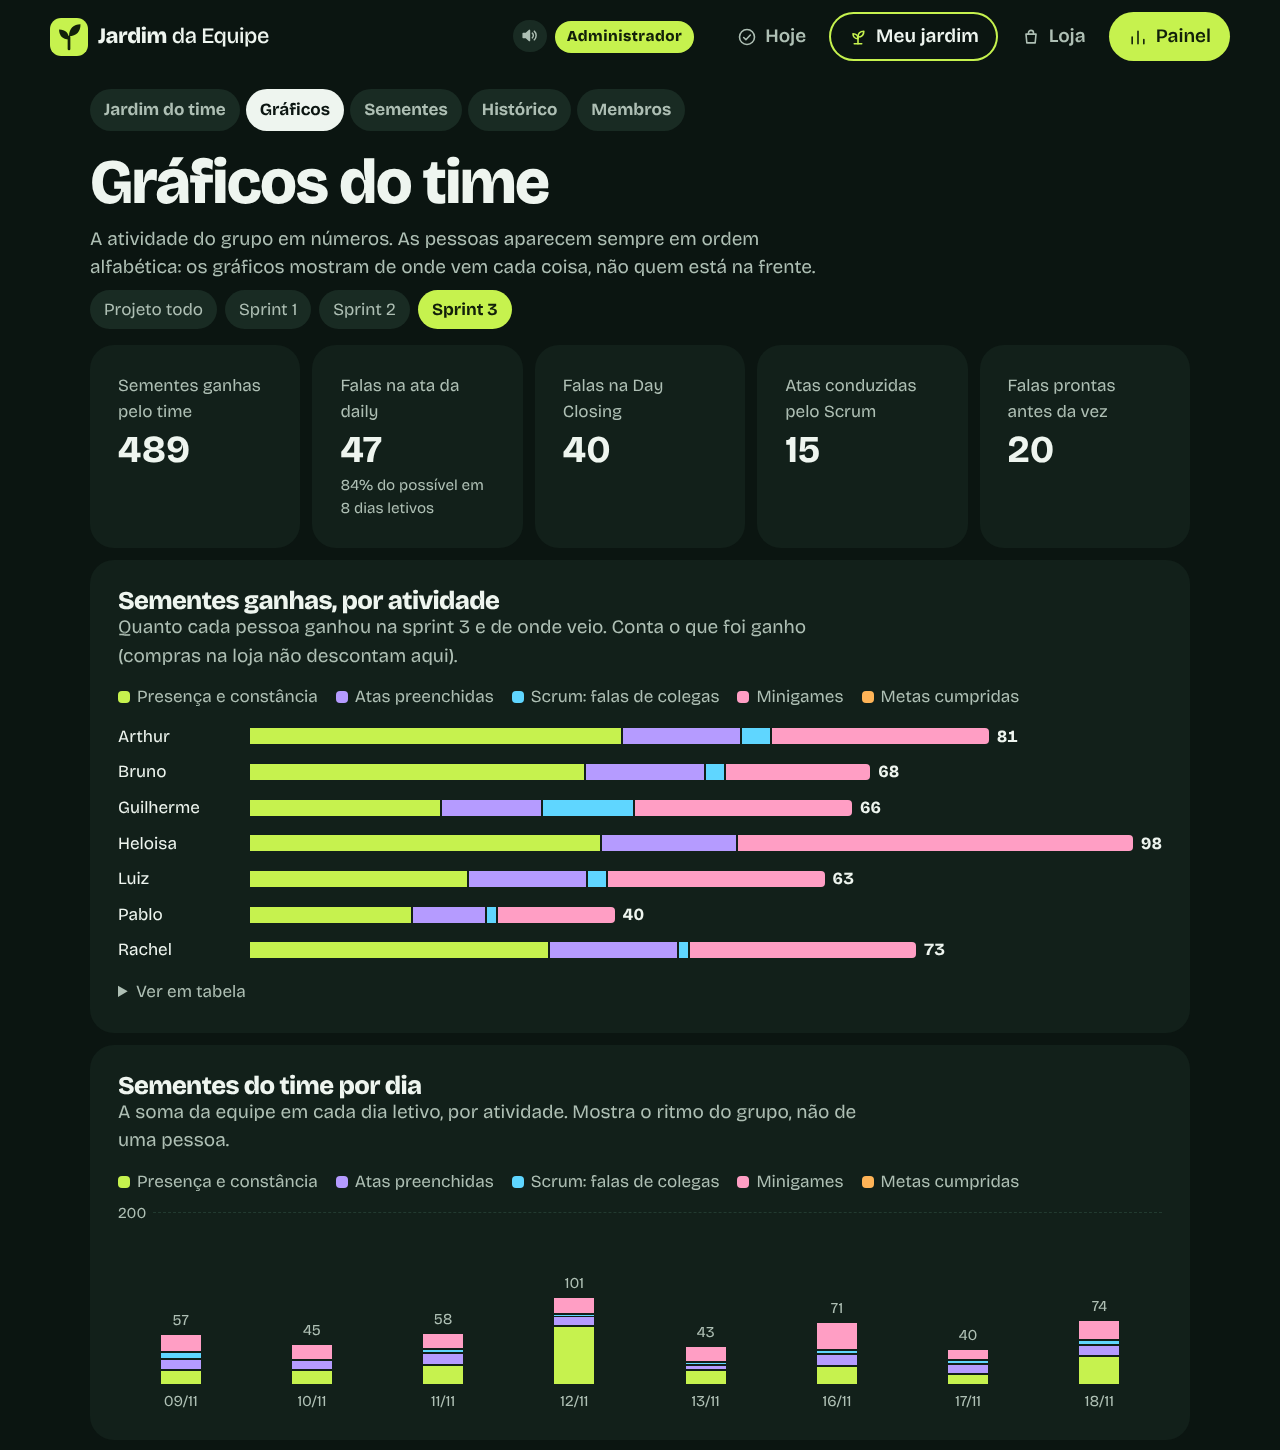 Jardim da Equipe
Administrador
Hoje
Meu jardim
Loja
Painel
Jardim do time
Gráficos
Sementes
Histórico
Membros
Gráficos do time
A atividade do grupo em números. As pessoas aparecem sempre em ordem
alfabética: os gráficos mostram de onde vem cada coisa, não quem está na frente.
Projeto todo
Sprint 1
Sprint 2
Sprint 3
Sementes ganhas
pelo time
489
Falas na ata da
daily
47
84% do possível em
8 dias letivos
Falas na Day
Closing
40
Atas conduzidas
pelo Scrum
15
Falas prontas
antes da vez
20
Sementes ganhas, por atividade
Quanto cada pessoa ganhou na sprint 3 e de onde veio. Conta o que foi ganho
(compras na loja não descontam aqui).
Presença e constância
Atas preenchidas
Scrum: falas de colegas
Minigames
Metas cumpridas
Arthur 81
Bruno 68
Guilherme 66
Heloisa 98
Luiz 63
Pablo 40
Rachel 73
Ver em tabela
Sementes do time por dia
A soma da equipe em cada dia letivo, por atividade. Mostra o ritmo do grupo, não de
uma pessoa.
Presença e constância
Atas preenchidas
Scrum: falas de colegas
Minigames
Metas cumpridas
200
57 45 58 101 43 71 40 74
09/11 10/11 11/11 12/11 13/11 16/11 17/11 18/11